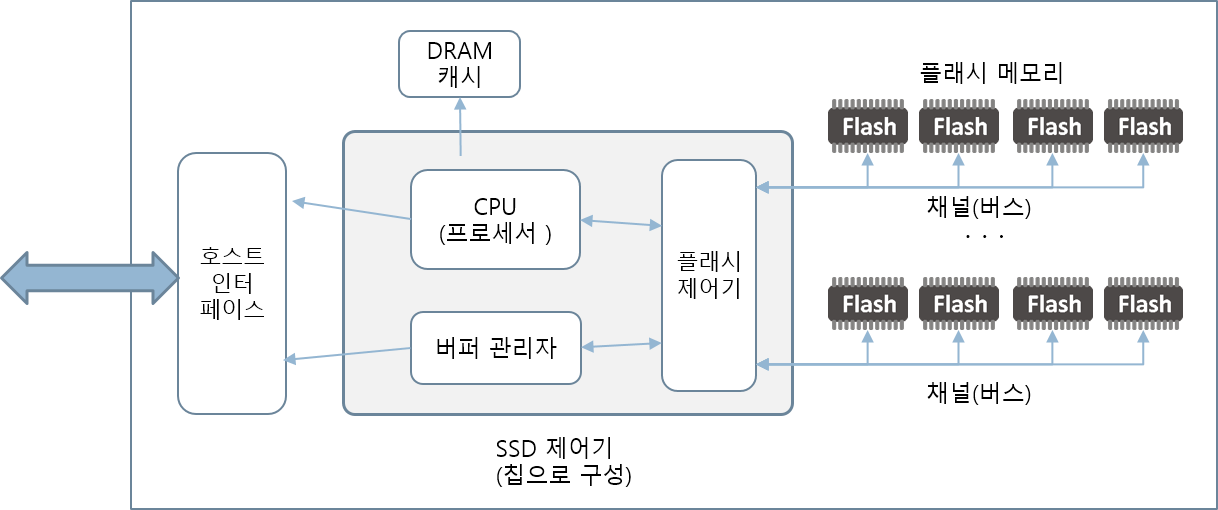 DRAM
캐시
플래시 메모리
Flash Flash Flash Flash
채널(버스)
. . .
호스트
인터
페이스
CPU
(프로세서 )
플래시
제어기
버퍼 관리자
Flash Flash Flash Flash
채널(버스)
SSD 제어기
(칩으로 구성)